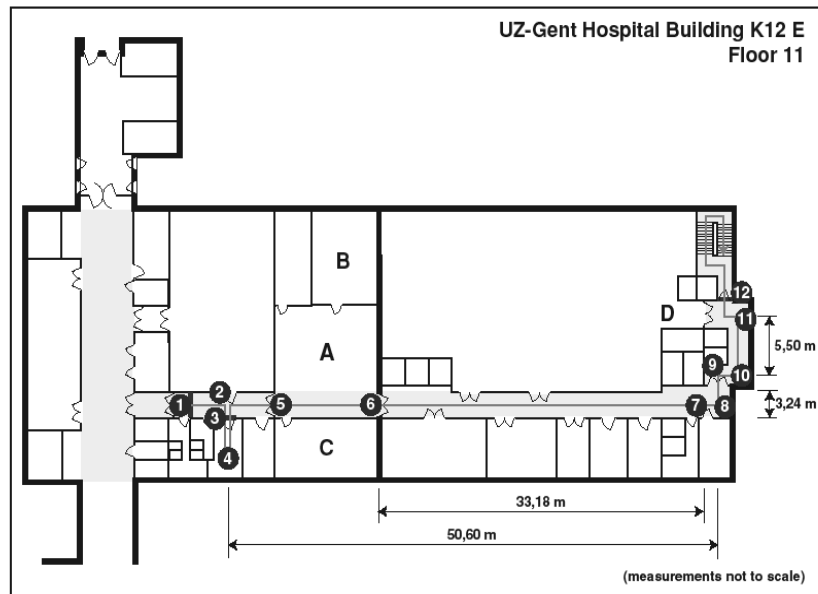 UZ-Gent Hospital Building K12 E
Floor 11
B
12
D
11
A
5,50 m
9
10
2
1
5
6
7
8
3,24 m
3
4
C
33,18 m
50,60 m
(measurements not to scale)